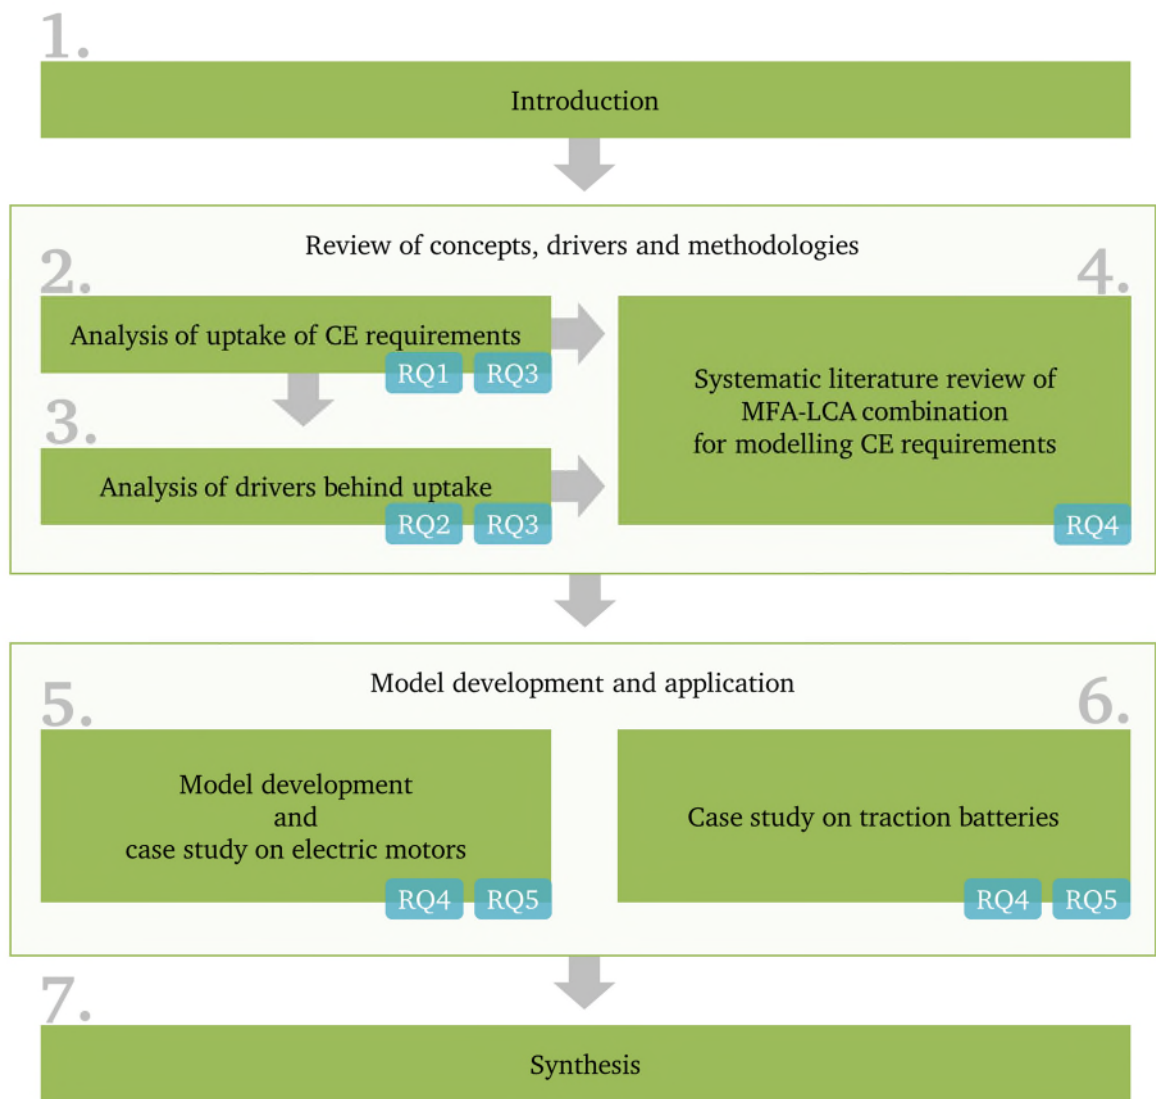 1.
Introduction
Review of concepts, drivers and methodologies
2.
Analysis of uptake of CE requirements
RQ1 RQ3
3.
Analysis of drivers behind uptake
RQ2 RQ3
4.
Systematic literature review of
MFA-LCA combination
for modelling CE requirements
RQ4
Model development and application
5.
Model development
and
case study on electric motors
RQ4 RQ5
6.
Case study on traction batteries
RQ4 RQ5
7.
Synthesis